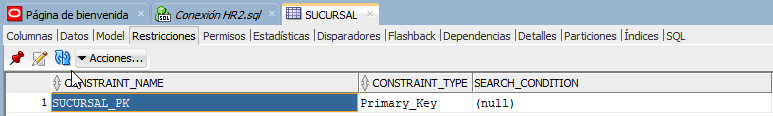 Página de bienvenida Conexión HR2.sql SUCURSAL
Columnas Datos Model Restricciones Permisos Estadísticas Disparadores Flashback Dependencias Detalles Particiones Índices SQL
Acciones...
CONSTRAINT_NAME CONSTRAINT_TYPE SEARCH_CONDITION
1 SUCURSAL_PK Primary_Key (null)